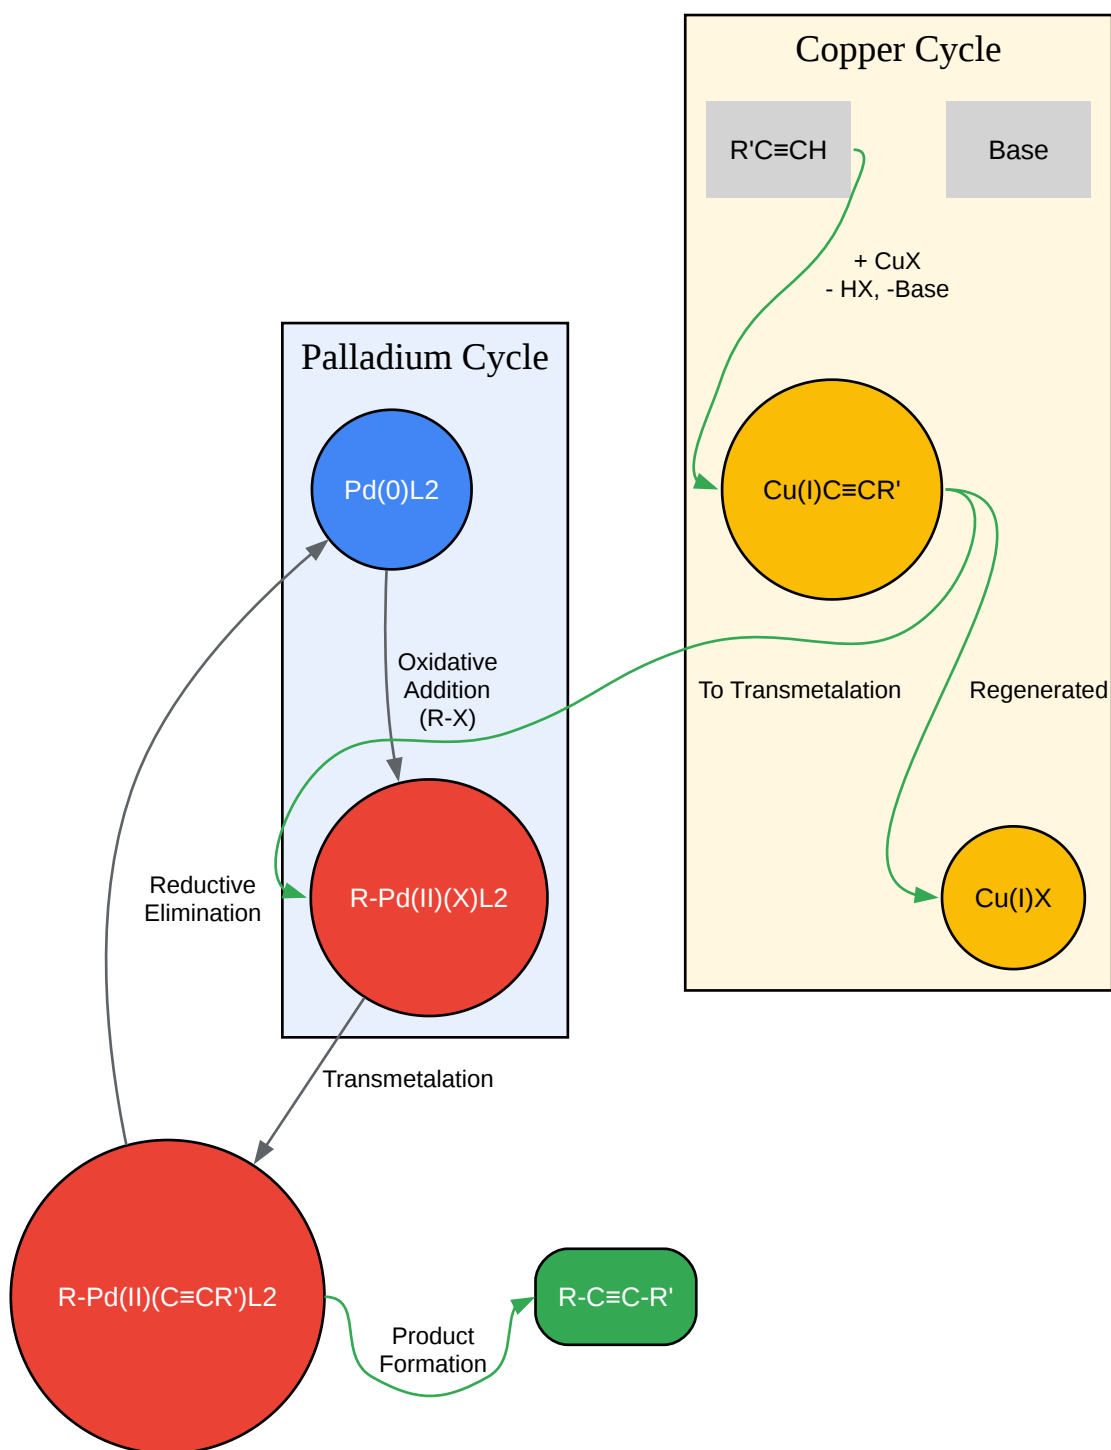 Copper Cycle
R'C≡CH
Base
+ CuX
- HX, -Base
Palladium Cycle
Pd(0)L2
Cu(I)C≡CR'
Oxidative
Addition
(R-X)
To Transmetalation
Regenerated
Reductive
Elimination
R-Pd(II)(X)L2
Cu(I)X
Transmetalation
R-Pd(II)(C≡CR')L2
R-C≡C-R'
Product
Formation